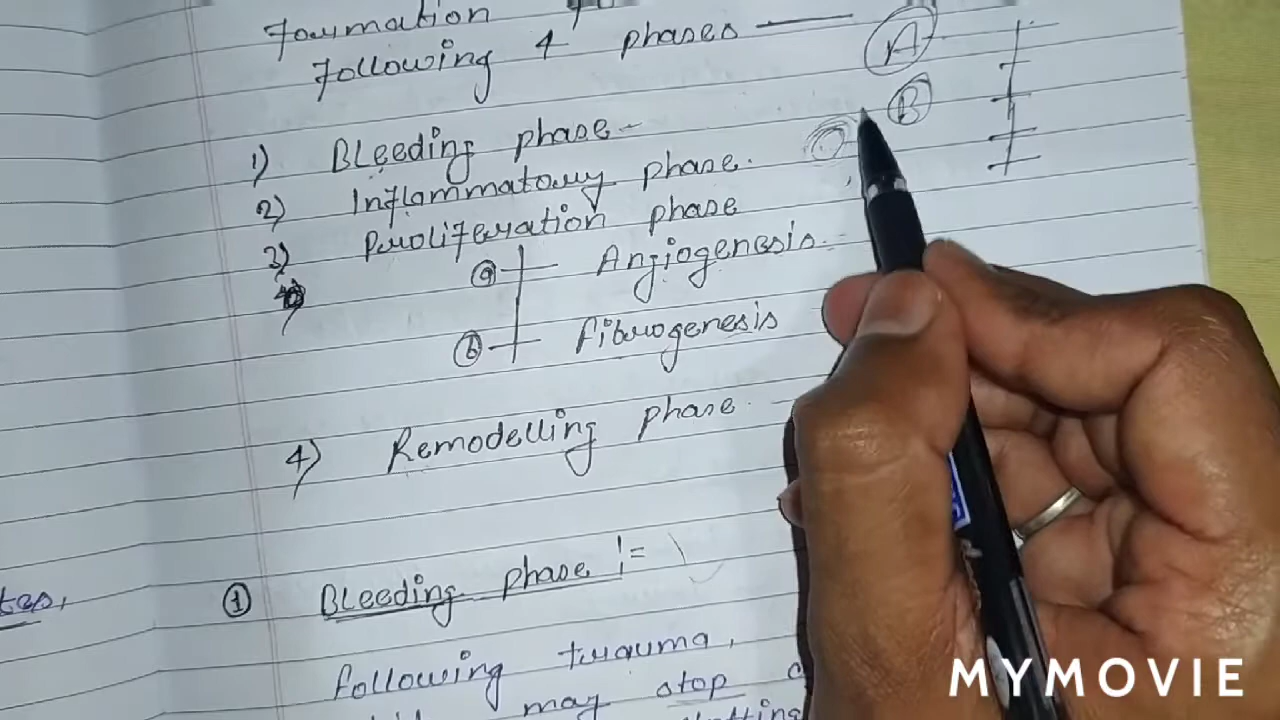 Formation
following 4 phases —
A
B
1) Bleeding phase -
2) Inflammatory phase.
3) Proliferation phase
a Angiogenesis
b fibrogenesis
4) Remodelling phase
① Bleeding phase :=
following trauma,
may stop
MYMOVIE